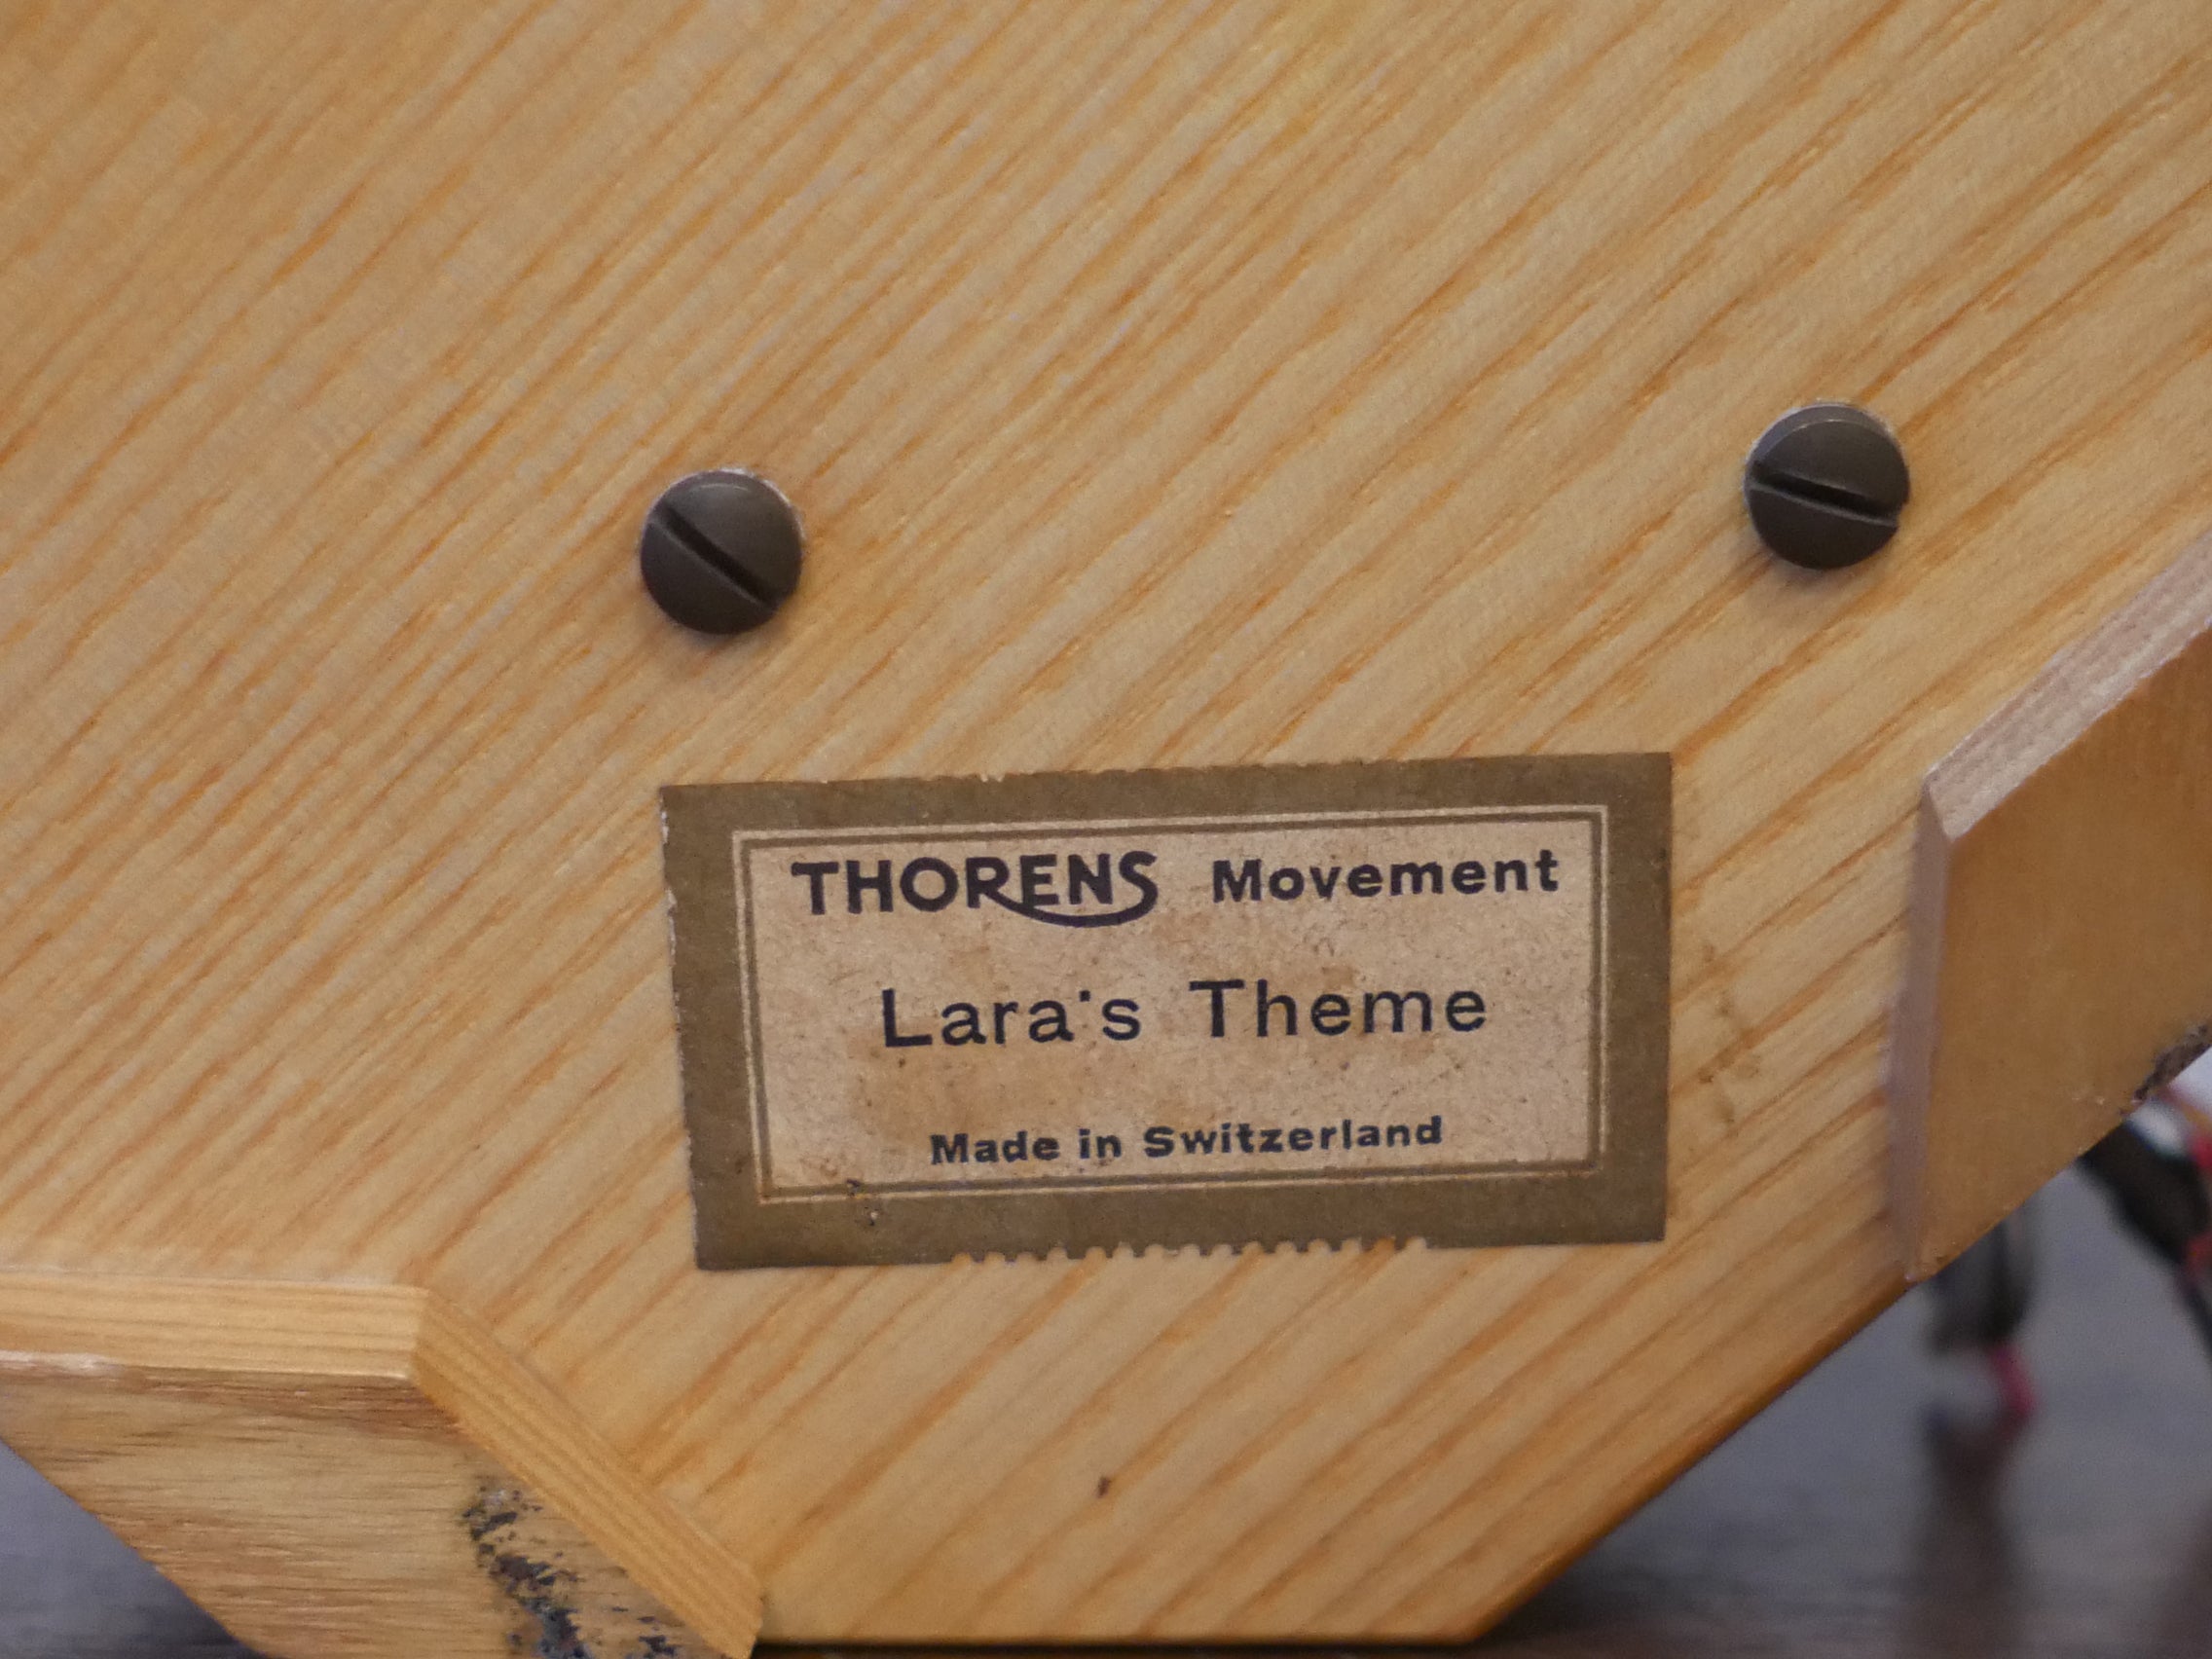 THORENS Movement
Lara's Theme
Made in Switzerland